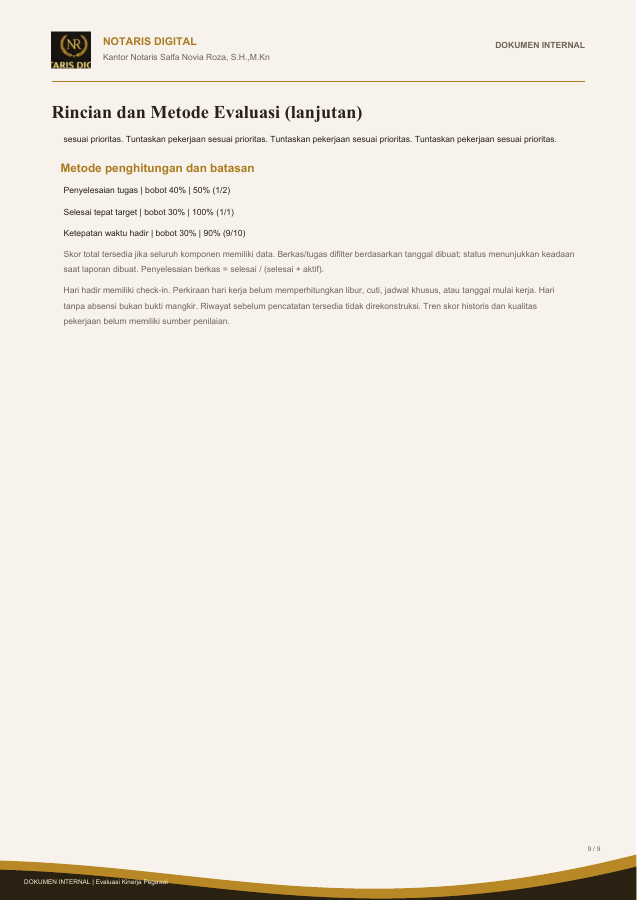 NR
TARIS DIG
NOTARIS DIGITAL
Kantor Notaris Salfa Novia Roza, S.H.,M.Kn
DOKUMEN INTERNAL
Rincian dan Metode Evaluasi (lanjutan)
sesuai prioritas. Tuntaskan pekerjaan sesuai prioritas. Tuntaskan pekerjaan sesuai prioritas. Tuntaskan pekerjaan sesuai prioritas.
Metode penghitungan dan batasan
Penyelesaian tugas | bobot 40% | 50% (1/2)
Selesai tepat target | bobot 30% | 100% (1/1)
Ketepatan waktu hadir | bobot 30% | 90% (9/10)
Skor total tersedia jika seluruh komponen memiliki data. Berkas/tugas difilter berdasarkan tanggal dibuat; status menunjukkan keadaan
saat laporan dibuat. Penyelesaian berkas = selesai / (selesai + aktif).
Hari hadir memiliki check-in. Perkiraan hari kerja belum memperhitungkan libur, cuti, jadwal khusus, atau tanggal mulai kerja. Hari
tanpa absensi bukan bukti mangkir. Riwayat sebelum pencatatan tersedia tidak direkonstruksi. Tren skor historis dan kualitas
pekerjaan belum memiliki sumber penilaian.
9 / 9
DOKUMEN INTERNAL | Evaluasi Kinerja Pegawai